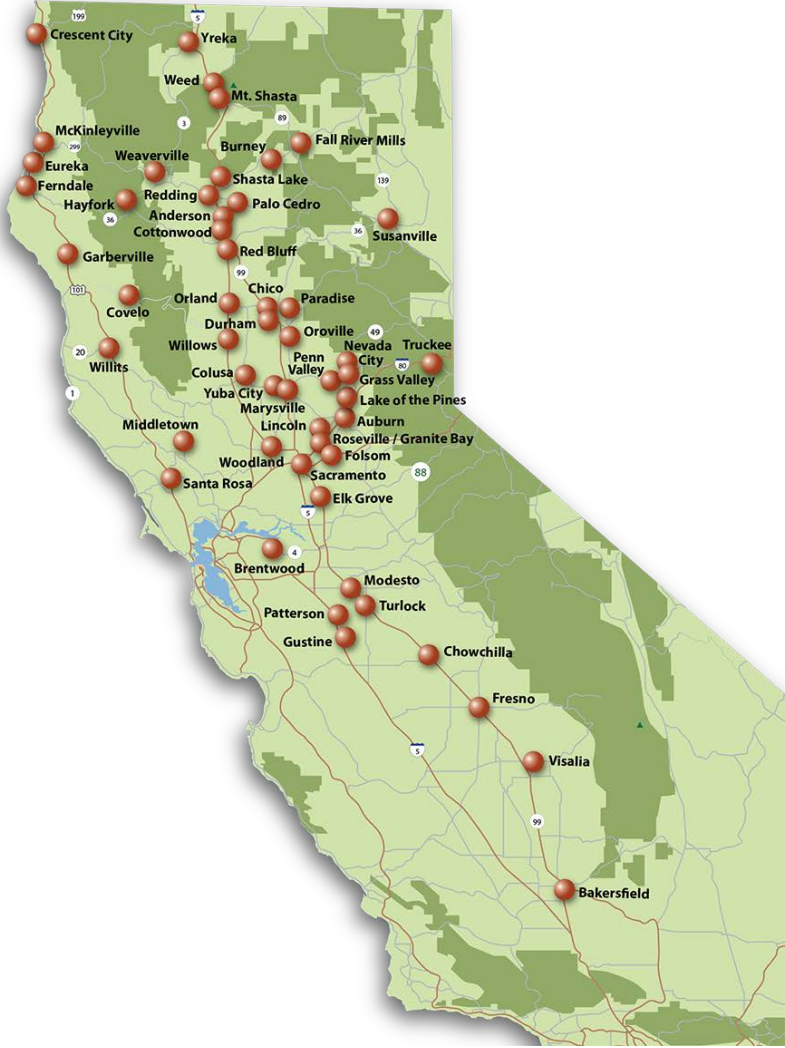 199
5
Crescent City
Yreka
Weed
Mt. Shasta
89
3
McKinleyville
299
Fall River Mills
Burney
Weaverville
Eureka
Shasta Lake
139
Ferndale
Redding
Hayfork
Palo Cedro
Anderson
36
Cottonwood
36
Susanville
Red Bluff
Garberville
99
101
Chico
Orland
Paradise
Covelo
Durham
Oroville
49
Willows
Nevada
City
Truckee
20
Penn
Valley
80
Willits
Colusa
Grass Valley
1
Yuba City
Lake of the Pines
Marysville
Middletown
Lincoln
Auburn
Roseville / Granite Bay
Woodland
Folsom
Sacramento
88
Santa Rosa
Elk Grove
5
4
Brentwood
Modesto
Turlock
Patterson
Gustine
Chowchilla
Fresno
5
Visalia
99
Bakersfield